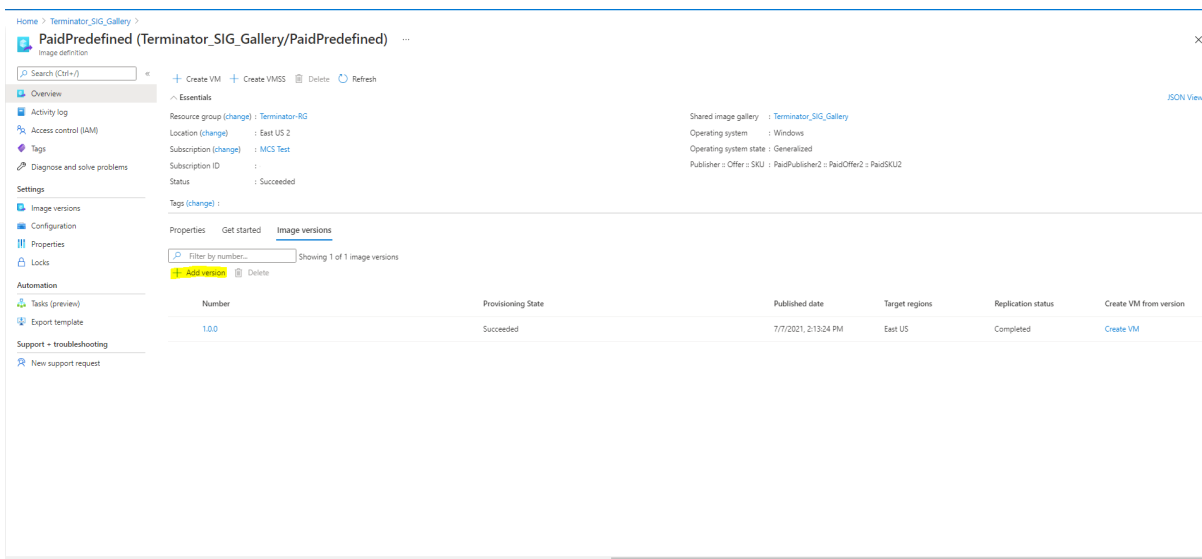 Home > Terminator_SIG_Gallery >
PaidPredefined (Terminator_SIG_Gallery/PaidPredefined) ...
Image definition
Search (Ctrl+/) «
Overview
Activity log
Access control (IAM)
Tags
Diagnose and solve problems
Settings
Image versions
Configuration
Properties
Locks
Automation
Tasks (preview)
Export template
Support + troubleshooting
New support request
+ Create VM + Create VMSS Delete Refresh
Essentials JSON View
Resource group (change) : Terminator-RG
Location (change) : East US 2
Subscription (change) : MCS Test
Subscription ID :
Status : Succeeded
Shared image gallery : Terminator_SIG_Gallery
Operating system : Windows
Operating system state : Generalized
Publisher :: Offer :: SKU : PaidPublisher2 :: PaidOffer2 :: PaidSKU2
Tags (change) :
Properties Get started Image versions
Filter by number... Showing 1 of 1 image versions
+ Add version Delete
Number Provisioning State Published date Target regions Replication status Create VM from version
1.0.0 Succeeded 7/7/2021, 2:13:24 PM East US Completed Create VM